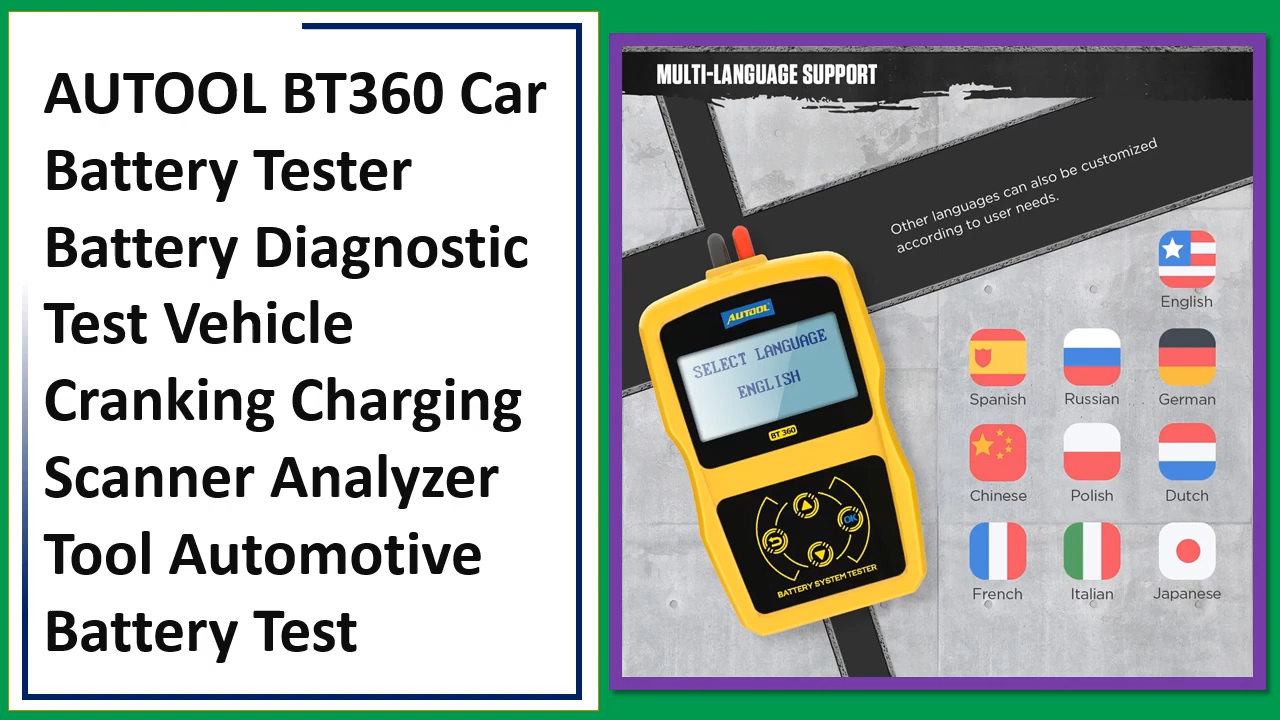 AUTOOL BT360 Car
Battery Tester
Battery Diagnostic
Test Vehicle
Cranking Charging
Scanner Analyzer
Tool Automotive
Battery Test
MULTI-LANGUAGE SUPPORT
Other languages can also be customized
according to user needs.
AUTOOL
SELECT LANGUAGE
ENGLISH
BT 360
OK
BATTERY SYSTEM TESTER
English
Spanish
Russian
German
Chinese
Polish
Dutch
French
Italian
Japanese